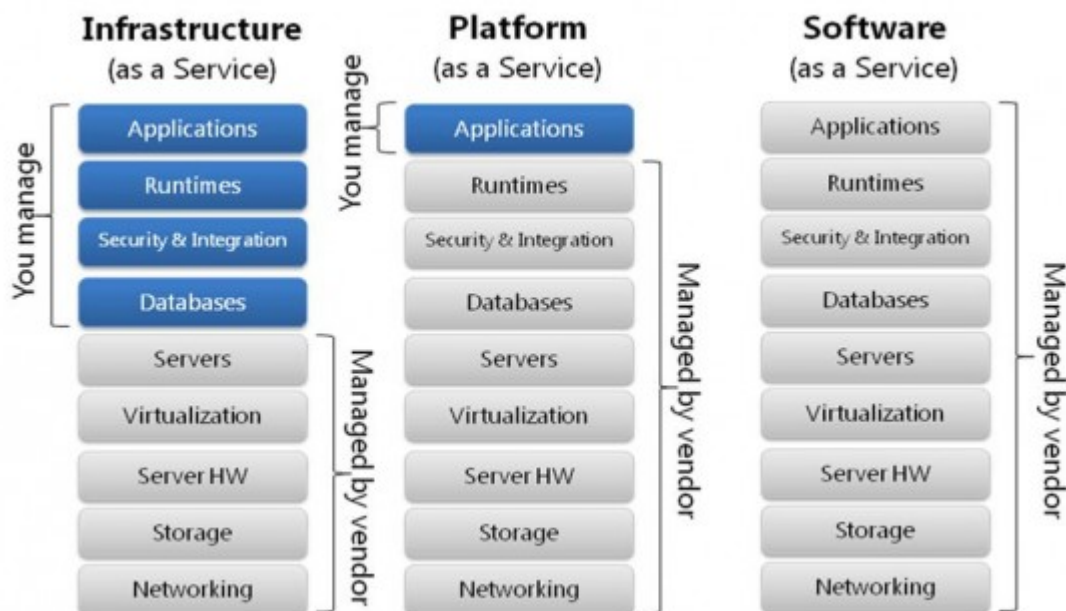 Infrastructure
(as a Service)
You manage
Applications
Runtimes
Security & Integration
Databases
Servers
Virtualization
Server HW
Storage
Networking
Managed by vendor
Platform
(as a Service)
You manage
Applications
Runtimes
Security & Integration
Databases
Servers
Virtualization
Server HW
Storage
Networking
Managed by vendor
Software
(as a Service)
Applications
Runtimes
Security & Integration
Databases
Servers
Virtualization
Server HW
Storage
Networking
Managed by vendor